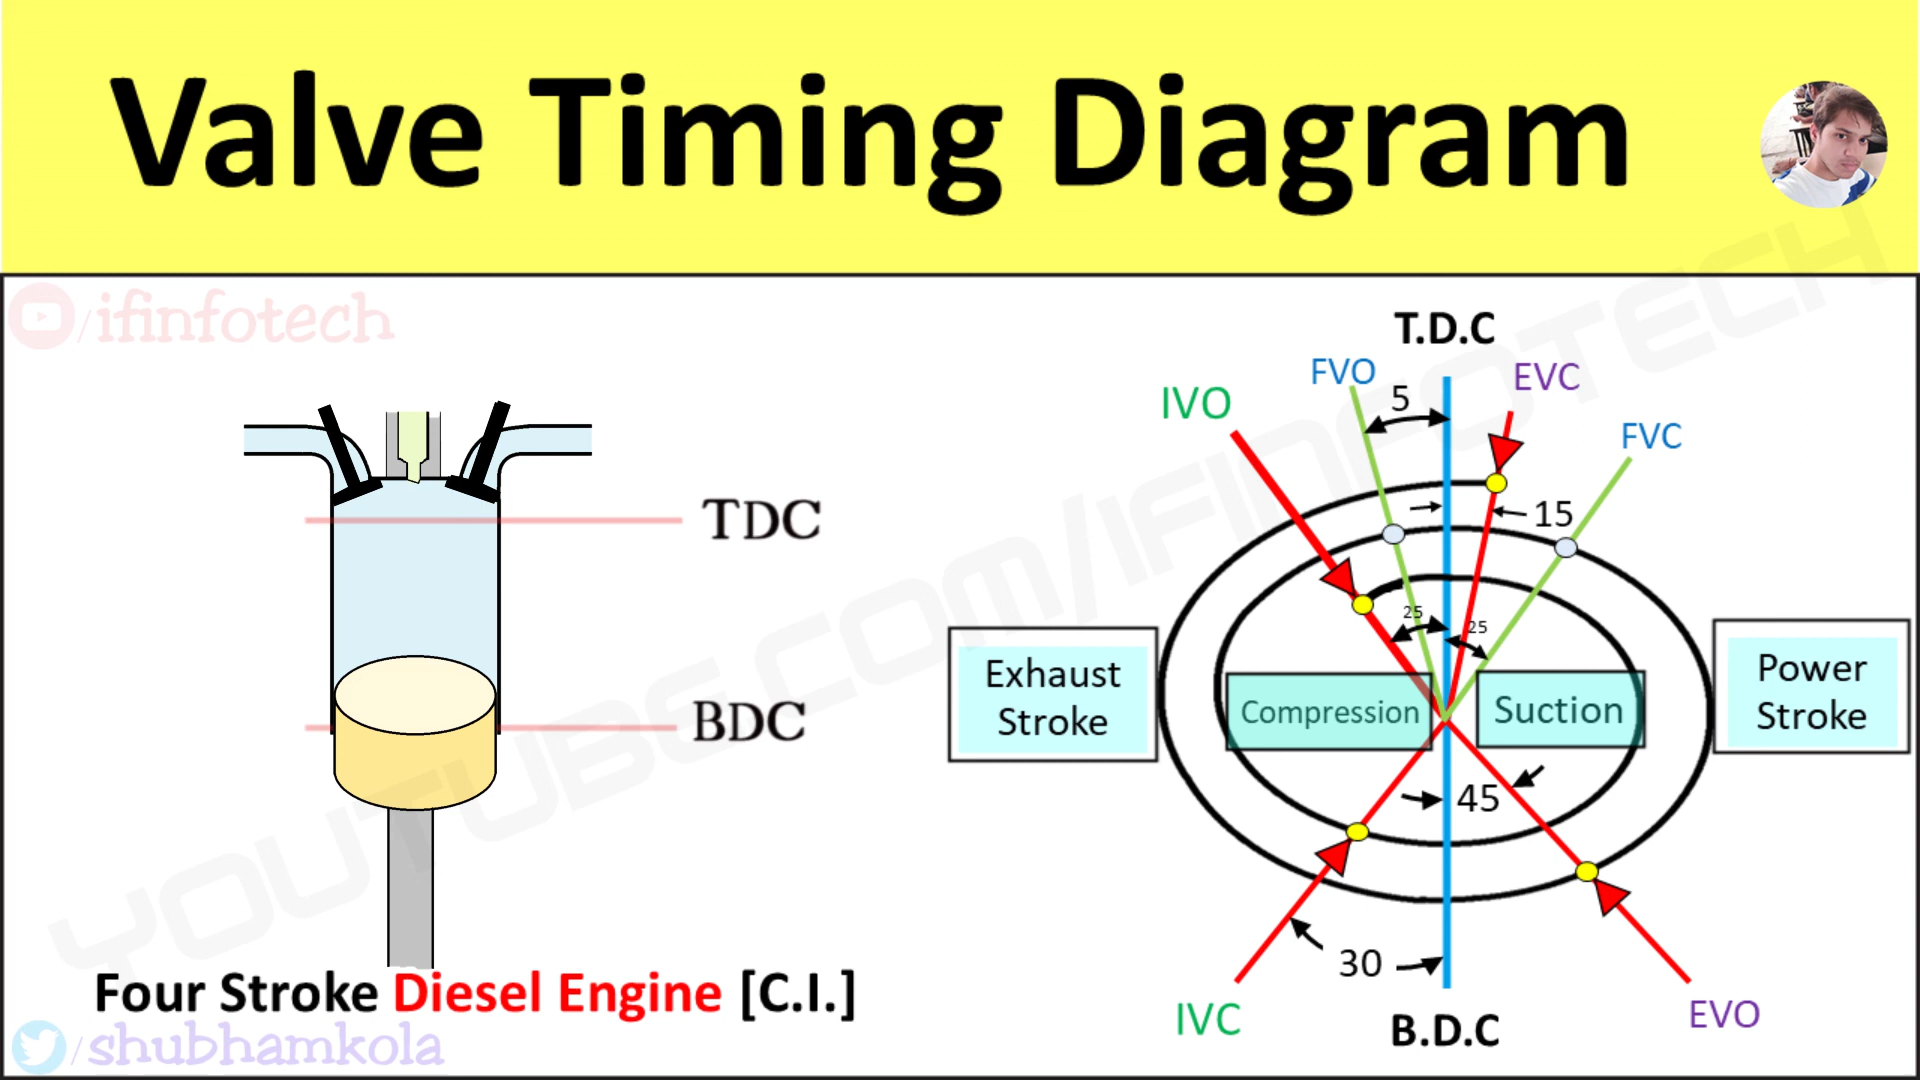 Valve Timing Diagram
/ifinfotech
YOUTUBE.COM/IFINFOTECH
TDC
BDC
Four Stroke Diesel Engine [C.I.]
/shubhamkola
T.D.C
FVO
5
EVC
IVO
FVC
15
25
25
Exhaust
Stroke
Compression
Suction
Power
Stroke
45
30
IVC
EVO
B.D.C